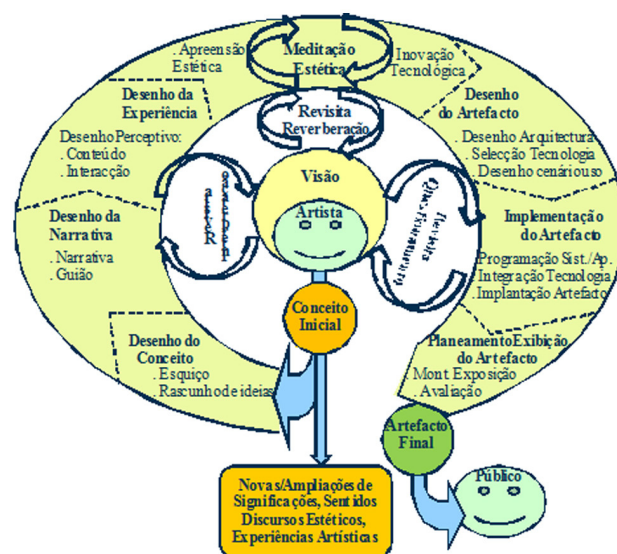 Meditação
Estética
. Apreensão
Estética
Inovação
Tecnológica
Desenho da
Experiência
Desenho Perceptivo:
. Conteúdo
. Interacção
Desenho da
Narrativa
. Narrativa
. Guião
Desenho do
Conceito
. Esquiço
. Rascunho de ideias
Revisita
Reverberação
Visão
Artista
Conceito
Inicial
Desenho
do Artefacto
. Desenho Arquitectura
. Selecção Tecnologia
. Desenho cenário uso
Implementação
do Artefacto
. Programação Sist./Ap.
. Integração Tecnologia
. Implantação Artefacto
Planeamento Exibição
do Artefacto
. Mont. Exposição
. Avaliação
Artefacto
Final
Público
Novas/Ampliações de
Significações, Sentidos
Discursos Estéticos,
Experiências Artísticas